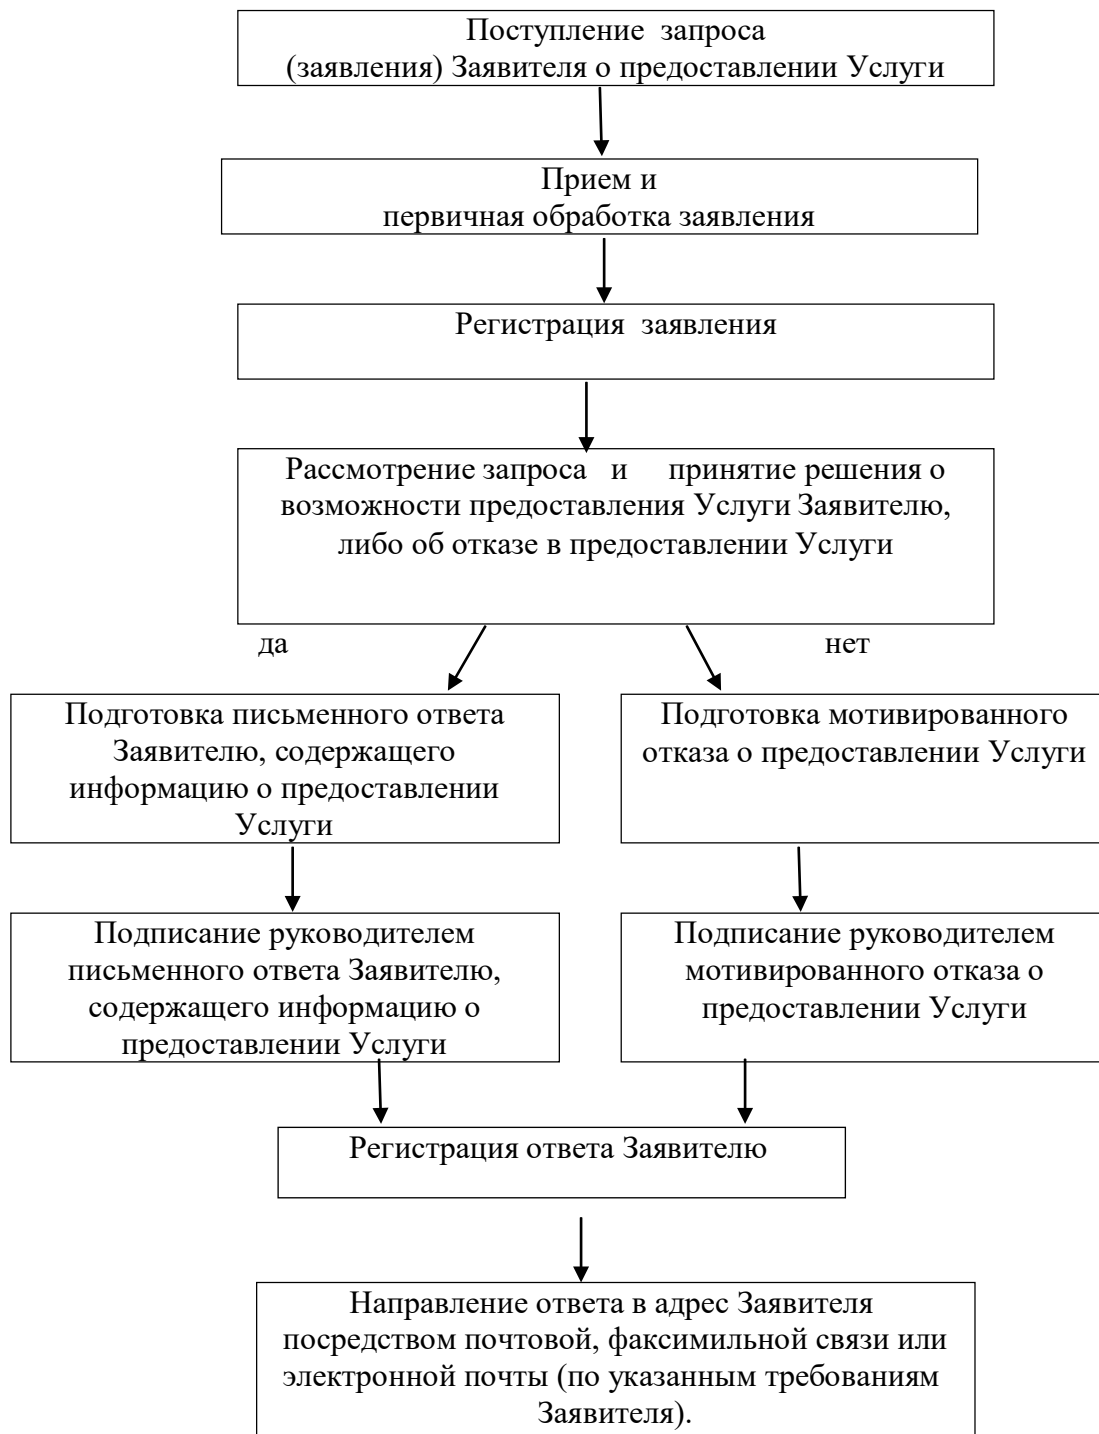 Поступление запроса
(заявления) Заявителя о предоставлении Услуги
Прием и
первичная обработка заявления
Регистрация заявления
Рассмотрение запроса и принятие решения о
возможности предоставления Услуги Заявителю,
либо об отказе в предоставлении Услуги
да
нет
Подготовка письменного ответа
Заявителю, содержащего
информацию о предоставлении
Услуги
Подготовка мотивированного
отказа о предоставлении Услуги
Подписание руководителем
письменного ответа Заявителю,
содержащего информацию о
предоставлении Услуги
Подписание руководителем
мотивированного отказа о
предоставлении Услуги
Регистрация ответа Заявителю
Направление ответа в адрес Заявителя
посредством почтовой, факсимильной связи или
электронной почты (по указанным требованиям
Заявителя).